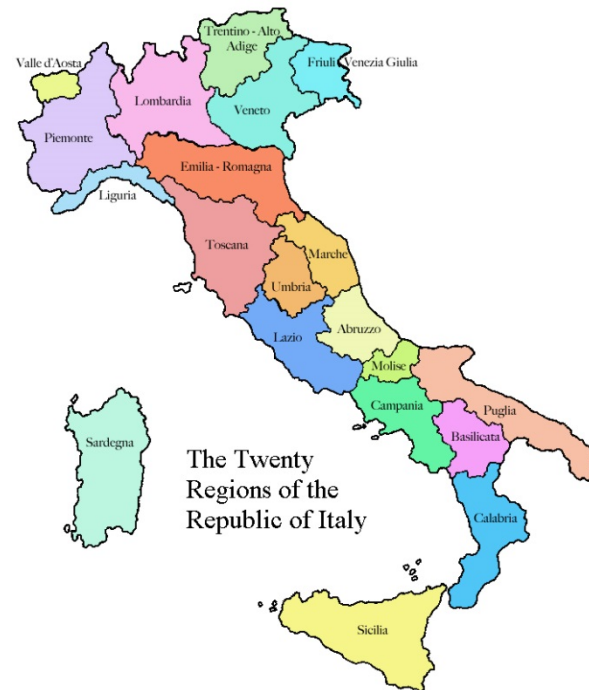 Trentino - Alto
Adige
Valle d'Aosta
Friuli
Venezia Giulia
Lombardia
Veneto
Piemonte
Emilia - Romagna
Liguria
Toscana
Marche
Umbria
Lazio
Abruzzo
Molise
Campania
Puglia
Basilicata
Sardegna
The Twenty
Regions of the
Republic of Italy
Calabria
Sicilia